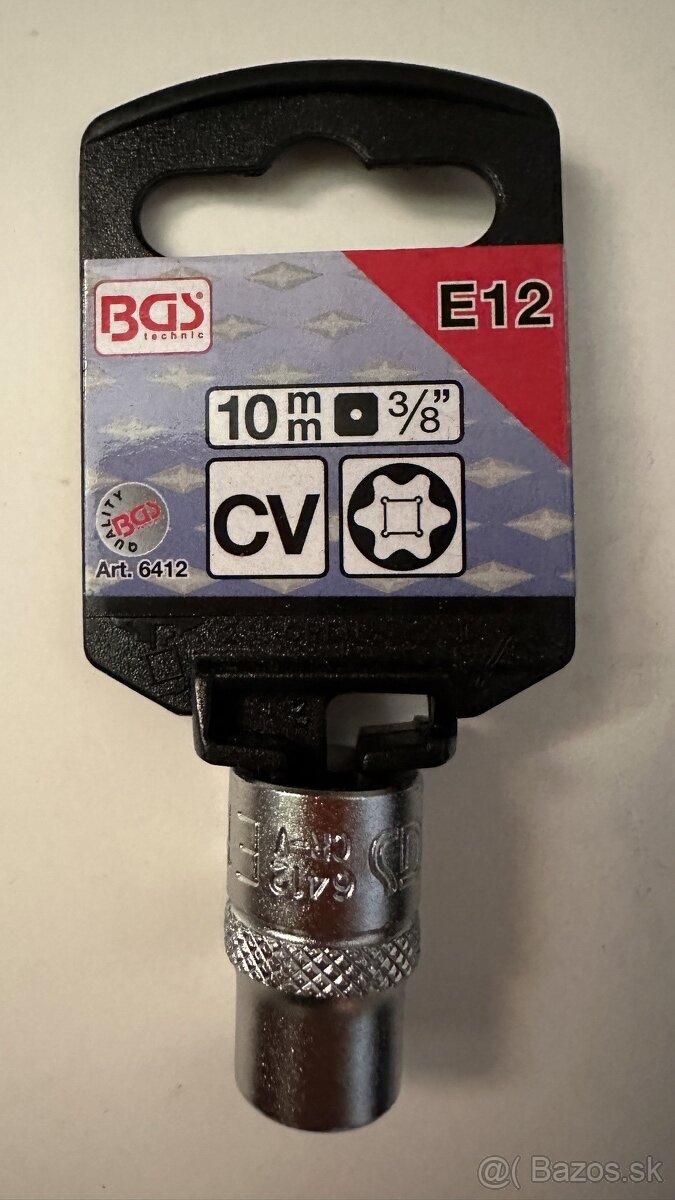 BGS
technic
E12
10 mm 3/8"
CV
QUALITY
BGS
Art. 6412
6412
CR-V
@( Bazos.sk